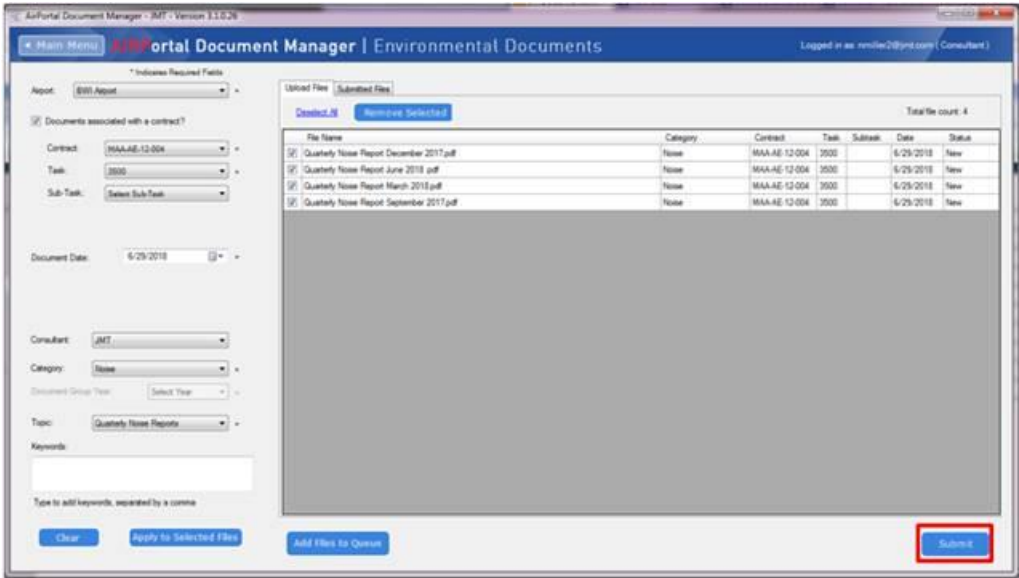 AirPortal Document Manager - JMT - Version 3.1.0.26
Main Menu
AIRPortal Document Manager | Environmental Documents
Logged in as: nmiller2@jmt.com ( Consultant )
* Indicates Required Fields
Airport: BWI Airport *
Documents associated with a contract?
Contract: MAA-AE-12-004 *
Task: 3500 *
Sub-Task: Select Sub-Task
Document Date: 6/29/2018 *
Consultant: JMT
Category: Noise *
Document Group Year: Select Year *
Topic: Quarterly Noise Reports *
Keywords:
Type to add keywords, separated by a comma
Clear
Apply to Selected Files
Upload Files Submitted Files
Deselect All Remove Selected Total file count: 4
File Name Category Contract Task Subtask Date Status
Quarterly Noise Report December 2017.pdf Noise MAA-AE-12-004 3500 6/29/2018 New
Quarterly Noise Report June 2018 .pdf Noise MAA-AE-12-004 3500 6/29/2018 New
Quarterly Noise Report March 2018.pdf Noise MAA-AE-12-004 3500 6/29/2018 New
Quarterly Noise Report September 2017.pdf Noise MAA-AE-12-004 3500 6/29/2018 New
Add Files to Queue
Submit